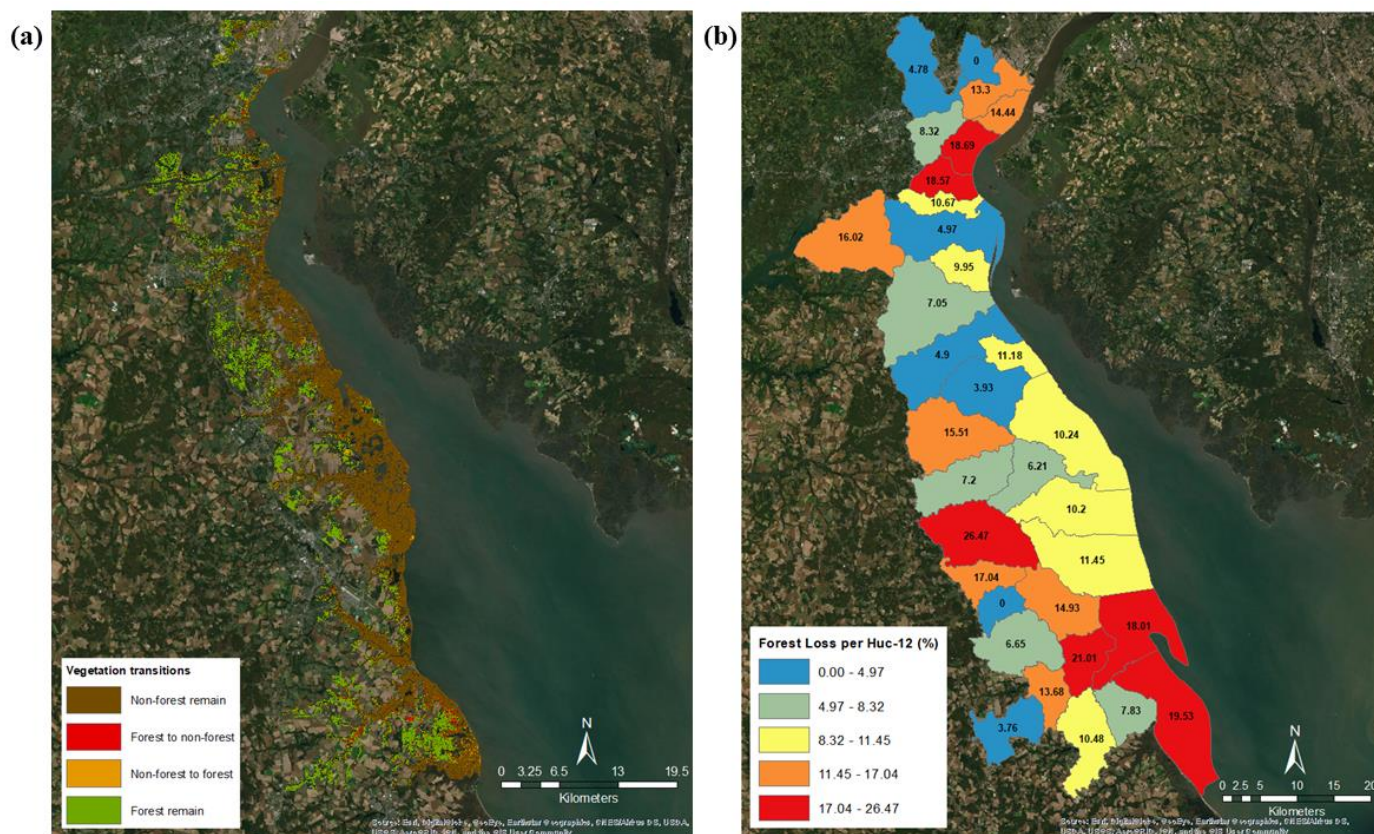 (a)
Vegetation transitions
Non-forest remain
Forest to non-forest
Non-forest to forest
Forest remain
N
0 3.25 6.5 13 19.5
Kilometers
(b)
4.78
0
13.3
14.44
8.32
18.69
18.57
10.67
4.97
16.02
9.95
7.05
4.9
11.18
3.93
10.24
15.51
6.21
7.2
10.2
26.47
11.45
17.04
14.93
0
18.01
6.65
21.01
13.68
7.83
19.53
3.76
10.48
Forest Loss per Huc-12 (%)
0.00 - 4.97
4.97 - 8.32
8.32 - 11.45
11.45 - 17.04
17.04 - 26.47
N
0 2.5 5 10 15 20
Kilometers